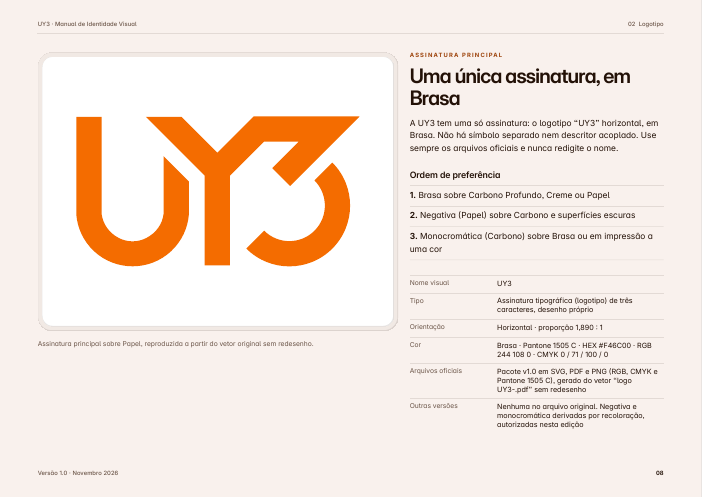 UY3 · Manual de Identidade Visual
02 Logotipo
UY3
Assinatura principal sobre Papel, reproduzida a partir do vetor original sem redesenho.
ASSINATURA PRINCIPAL
Uma única assinatura, em
Brasa
A UY3 tem uma só assinatura: o logotipo “UY3” horizontal, em
Brasa. Não há símbolo separado nem descritor acoplado. Use
sempre os arquivos oficiais e nunca redigite o nome.
Ordem de preferência
1. Brasa sobre Carbono Profundo, Creme ou Papel
2. Negativa (Papel) sobre Carbono e superfícies escuras
3. Monocromática (Carbono) sobre Brasa ou em impressão a
uma cor
Nome visual UY3
Tipo Assinatura tipográfica (logotipo) de três
caracteres, desenho próprio
Orientação Horizontal · proporção 1,890 : 1
Cor Brasa · Pantone 1505 C · HEX #F46C00 · RGB
244 108 0 · CMYK 0 / 71 / 100 / 0
Arquivos oficiais Pacote v1.0 em SVG, PDF e PNG (RGB, CMYK e
Pantone 1505 C), gerado do vetor “logo
UY3-.pdf” sem redesenho
Outras versões Nenhuma no arquivo original. Negativa e
monocromática derivadas por recoloração,
autorizadas nesta edição
Versão 1.0 · Novembro 2026
08